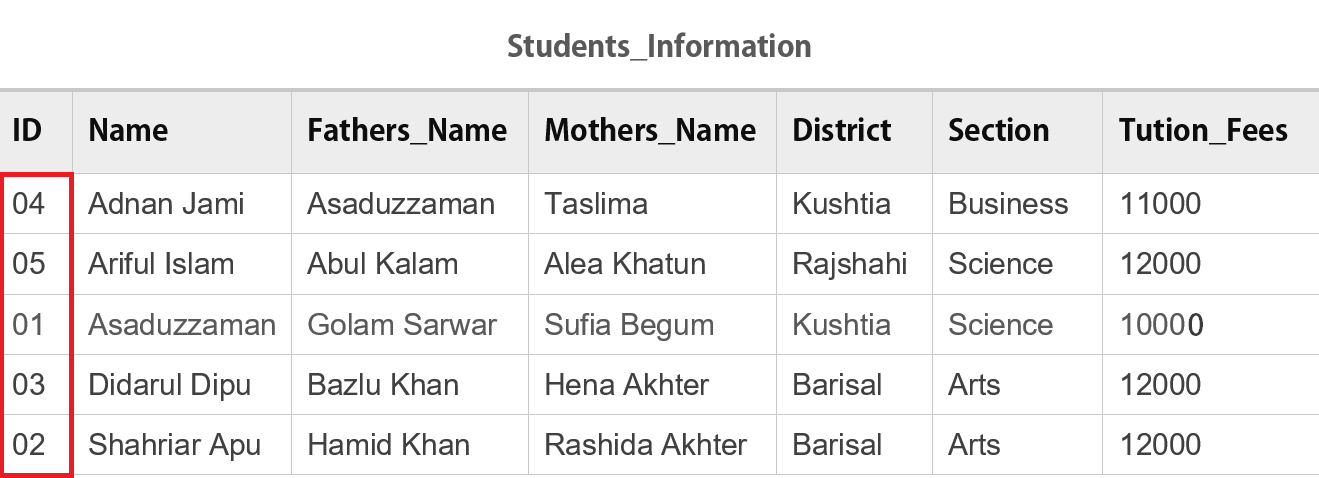 Students_Information
ID Name Fathers_Name Mothers_Name District Section Tution_Fees
04 Adnan Jami Asaduzzaman Taslima Kushtia Business 11000
05 Ariful Islam Abul Kalam Alea Khatun Rajshahi Science 12000
01 Asaduzzaman Golam Sarwar Sufia Begum Kushtia Science 10000
03 Didarul Dipu Bazlu Khan Hena Akhter Barisal Arts 12000
02 Shahriar Apu Hamid Khan Rashida Akhter Barisal Arts 12000